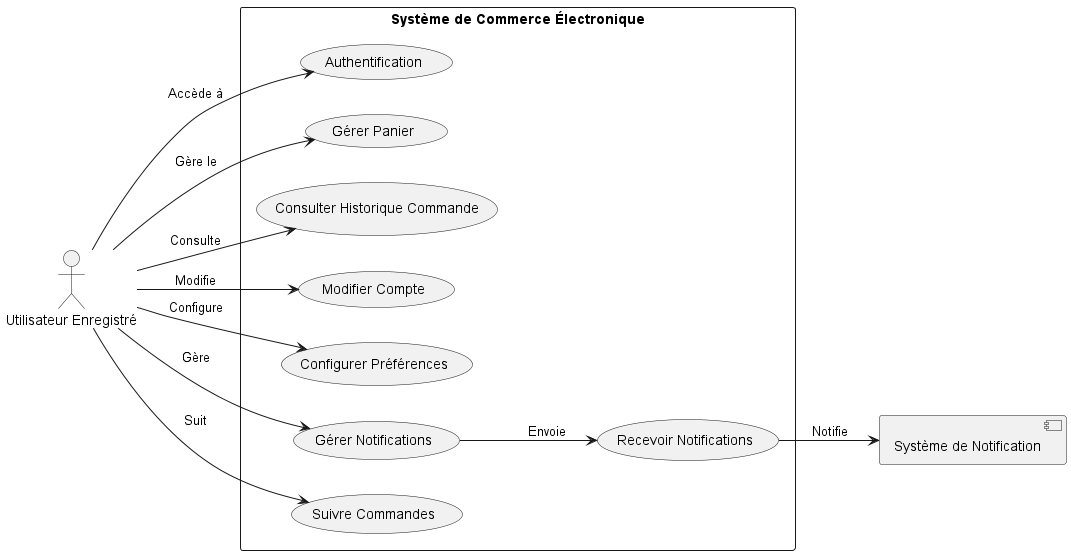 Système de Commerce Électronique
Authentification
Accède à
Gérer Panier
Gère le
Consulter Historique Commande
Consulte
Modifier Compte
Modifie
Utilisateur Enregistré
Configure
Configurer Préférences
Gère
Gérer Notifications
Envoie
Recevoir Notifications
Notifie
Système de Notification
Suit
Suivre Commandes